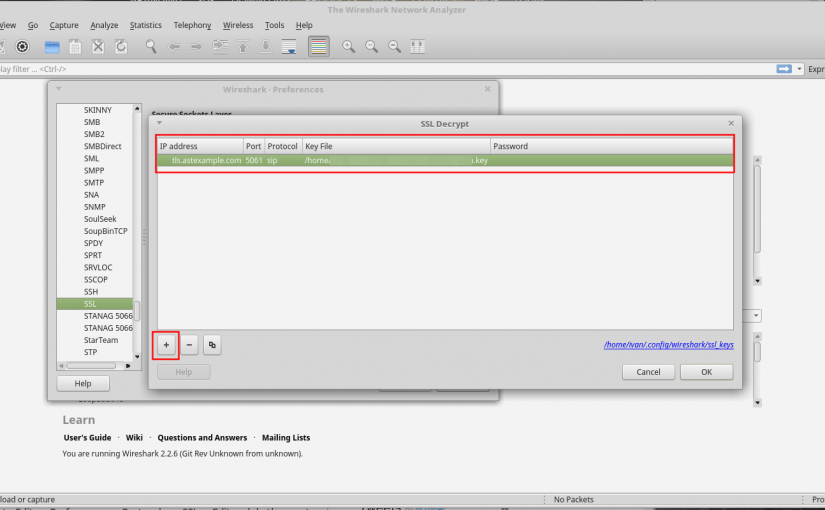 The Wireshark Network Analyzer
View Go Capture Analyze Statistics Telephony Wireless Tools Help
lay filter ... <Ctrl-/> Expr
Wireshark · Preferences
SKINNY
SMB
SMB2
SMBDirect
SML
SMPP
SMTP
SNA
SNMP
SoulSeek
SoupBinTCP
SPDY
SPRT
SRVLOC
SSCOP
SSH
SSL
STANAG 5066
STANAG 5066
StarTeam
STP
Help
Secure Sockets Layer
SSL Decrypt
IP address Port Protocol Key File Password
tls.astexample.com 5061 sip /home/ .key
+ −
/home/ivan/.config/wireshark/ssl_keys
Help Cancel OK
Learn
User's Guide · Wiki · Questions and Answers · Mailing Lists
You are running Wireshark 2.2.6 (Git Rev Unknown from unknown).
load or capture No Packets Pro